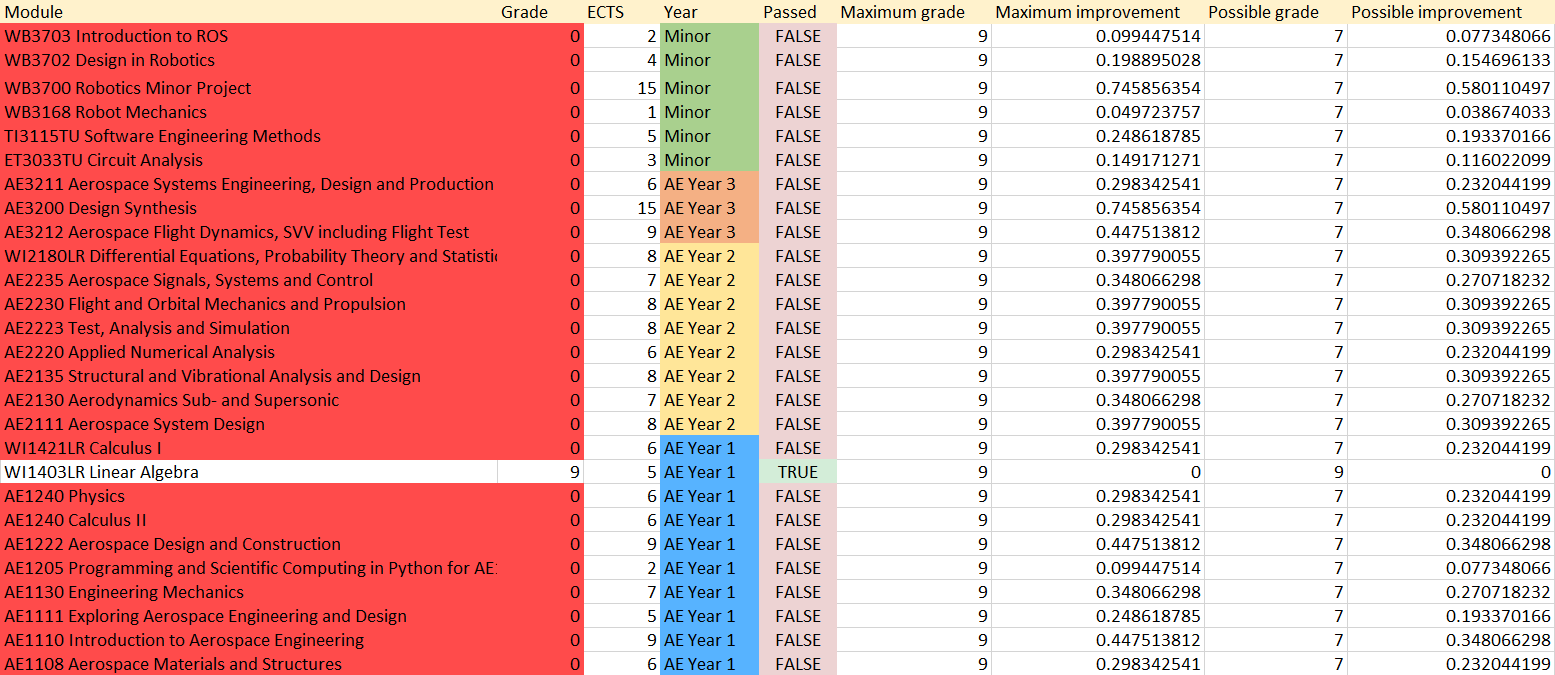 Module Grade ECTS Year Passed Maximum grade Maximum improvement Possible grade Possible improvement
WB3703 Introduction to ROS 0 2 Minor FALSE 9 0.099447514 7 0.077348066
WB3702 Design in Robotics 0 4 Minor FALSE 9 0.198895028 7 0.154696133
WB3700 Robotics Minor Project 0 15 Minor FALSE 9 0.745856354 7 0.580110497
WB3168 Robot Mechanics 0 1 Minor FALSE 9 0.049723757 7 0.038674033
TI3115TU Software Engineering Methods 0 5 Minor FALSE 9 0.248618785 7 0.193370166
ET3033TU Circuit Analysis 0 3 Minor FALSE 9 0.149171271 7 0.116022099
AE3211 Aerospace Systems Engineering, Design and Production 0 6 AE Year 3 FALSE 9 0.298342541 7 0.232044199
AE3200 Design Synthesis 0 15 AE Year 3 FALSE 9 0.745856354 7 0.580110497
AE3212 Aerospace Flight Dynamics, SVV including Flight Test 0 9 AE Year 3 FALSE 9 0.447513812 7 0.348066298
WI2180LR Differential Equations, Probability Theory and Statistic 0 8 AE Year 2 FALSE 9 0.397790055 7 0.309392265
AE2235 Aerospace Signals, Systems and Control 0 7 AE Year 2 FALSE 9 0.348066298 7 0.270718232
AE2230 Flight and Orbital Mechanics and Propulsion 0 8 AE Year 2 FALSE 9 0.397790055 7 0.309392265
AE2223 Test, Analysis and Simulation 0 8 AE Year 2 FALSE 9 0.397790055 7 0.309392265
AE2220 Applied Numerical Analysis 0 6 AE Year 2 FALSE 9 0.298342541 7 0.232044199
AE2135 Structural and Vibrational Analysis and Design 0 8 AE Year 2 FALSE 9 0.397790055 7 0.309392265
AE2130 Aerodynamics Sub- and Supersonic 0 7 AE Year 2 FALSE 9 0.348066298 7 0.270718232
AE2111 Aerospace System Design 0 8 AE Year 2 FALSE 9 0.397790055 7 0.309392265
WI1421LR Calculus I 0 6 AE Year 1 FALSE 9 0.298342541 7 0.232044199
WI1403LR Linear Algebra 9 5 AE Year 1 TRUE 9 0 9 0
AE1240 Physics 0 6 AE Year 1 FALSE 9 0.298342541 7 0.232044199
AE1240 Calculus II 0 6 AE Year 1 FALSE 9 0.298342541 7 0.232044199
AE1222 Aerospace Design and Construction 0 9 AE Year 1 FALSE 9 0.447513812 7 0.348066298
AE1205 Programming and Scientific Computing in Python for AE: 0 2 AE Year 1 FALSE 9 0.099447514 7 0.077348066
AE1130 Engineering Mechanics 0 7 AE Year 1 FALSE 9 0.348066298 7 0.270718232
AE1111 Exploring Aerospace Engineering and Design 0 5 AE Year 1 FALSE 9 0.248618785 7 0.193370166
AE1110 Introduction to Aerospace Engineering 0 9 AE Year 1 FALSE 9 0.447513812 7 0.348066298
AE1108 Aerospace Materials and Structures 0 6 AE Year 1 FALSE 9 0.298342541 7 0.232044199